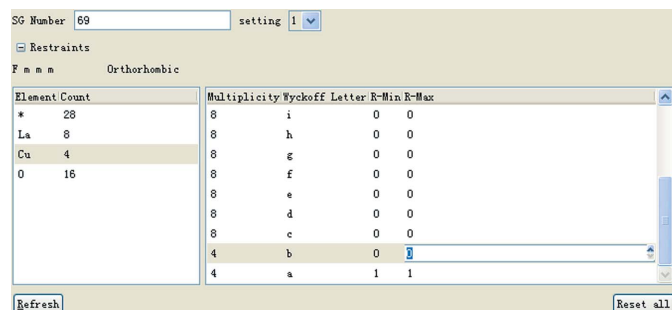 SG Number 69 setting 1
Restraints
F m m m Orthorhombic
Element Count
* 28
La 8
Cu 4
O 16
Multiplicity Wyckoff Letter R-Min R-Max
8 i 0 0
8 h 0 0
8 g 0 0
8 f 0 0
8 e 0 0
8 d 0 0
8 c 0 0
4 b 0 0
4 a 1 1
Refresh Reset all